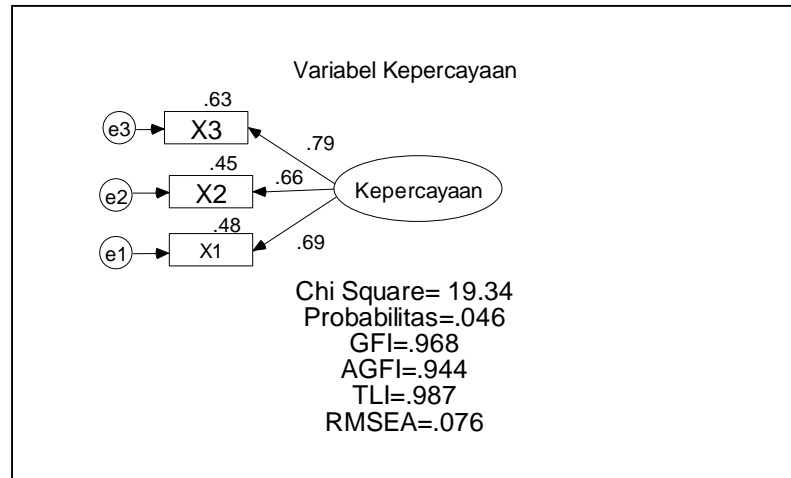 Variabel Kepercayaan
.63
e3
X3
.79
.45
e2
X2
.66
Kepercayaan
.48
e1
X1
.69
Chi Square= 19.34
Probabilitas=.046
GFI=.968
AGFI=.944
TLI=.987
RMSEA=.076